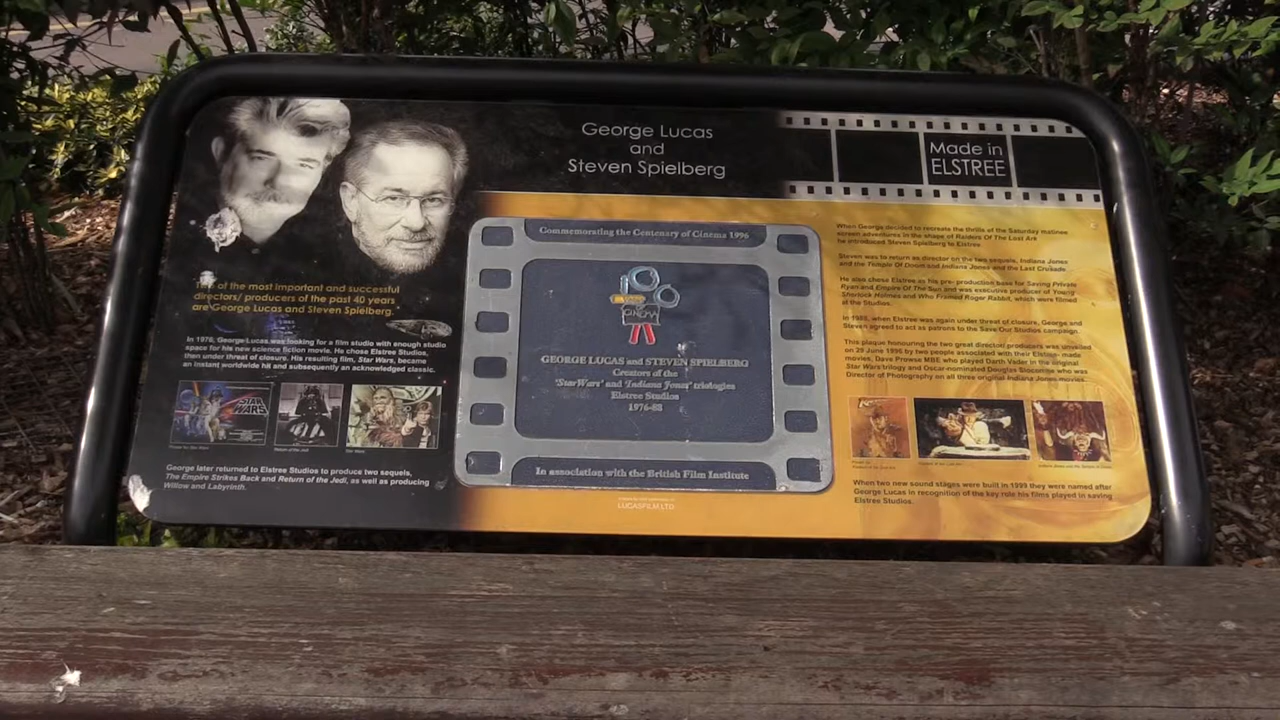 George Lucas
and
Steven Spielberg
Made in
ELSTREE
of the most important and successful
directors/ producers of the past 40 years
are George Lucas and Steven Spielberg.
In 1976, George Lucas was looking for a film studio with enough studio
space for his new science fiction movie. He chose Elstree Studios,
then under threat of closure. His resulting film, Star Wars, became
an instant worldwide hit and subsequently an acknowledged classic.
STAR
WARS
Return of the Jedi
Star Wars
George later returned to Elstree Studios to produce two sequels,
The Empire Strikes Back and Return of the Jedi, as well as producing
Willow and Labyrinth.
Commemorating the Centenary of Cinema 1996
CINEMA
GEORGE LUCAS and STEVEN SPIELBERG
Creators of the
'Star Wars' and 'Indiana Jones' triologies
Elstree Studios
1976-88
In association with the British Film Institute
LUCASFILM LTD
When George decided to recreate the thrills of the Saturday matinee
screen adventures in the shape of Raiders Of The Lost Ark
he introduced Steven Spielberg to Elstree.
Steven was to return as director on the two sequels, Indiana Jones
and the Temple Of Doom and Indiana Jones and the Last Crusade.
He also chose Elstree as his pre- production base for Saving Private
Ryan and Empire Of The Sun and was executive producer of Young
Sherlock Holmes and Who Framed Roger Rabbit, which were filmed
at the Studios.
In 1988, when Elstree was again under threat of closure, George and
Steven agreed to act as patrons to the Save Our Studios campaign.
This plaque honouring the two great director/ producers was unveiled
on 29 June 1996 by two people associated with their Elstree- made
movies, Dave Prowse MBE who played Darth Vader in the original
Star Wars trilogy and Oscar-nominated Douglas Slocombe who was
Director of Photography on all three original Indiana Jones movies.
When two new sound stages were built in 1999 they were named after
George Lucas in recognition of the key role his films played in saving
Elstree Studios.